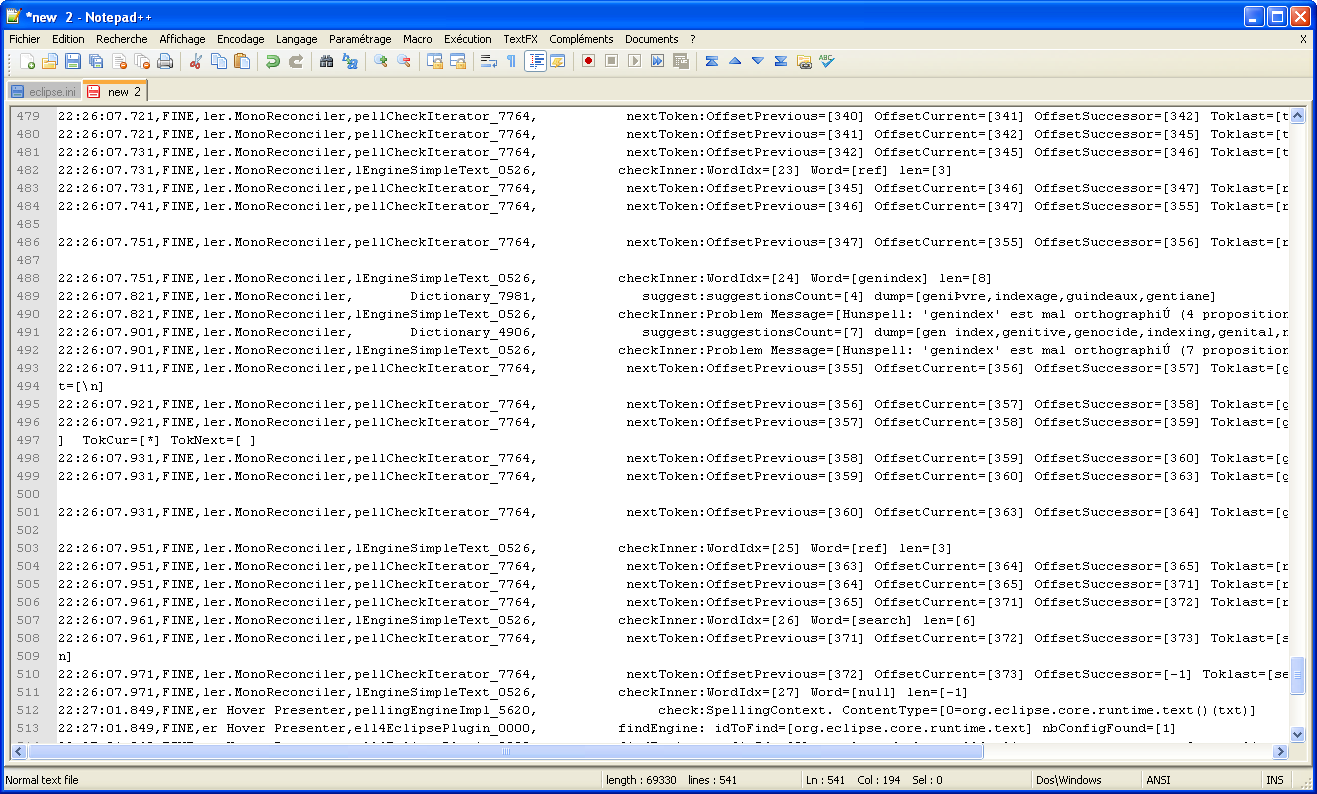 *new  2 - Notepad++
Fichier Edition Recherche Affichage Encodage Langage Paramétrage Macro Exécution TextFX Compléments Documents ? X
eclipse.ini new  2
479 22:26:07.721,FINE,ler.MonoReconciler,pellCheckIterator_7764, nextToken:OffsetPrevious=[340] OffsetCurrent=[341] OffsetSuccessor=[342] Toklast=[t
480 22:26:07.721,FINE,ler.MonoReconciler,pellCheckIterator_7764, nextToken:OffsetPrevious=[341] OffsetCurrent=[342] OffsetSuccessor=[345] Toklast=[t
481 22:26:07.731,FINE,ler.MonoReconciler,pellCheckIterator_7764, nextToken:OffsetPrevious=[342] OffsetCurrent=[345] OffsetSuccessor=[346] Toklast=[t
482 22:26:07.731,FINE,ler.MonoReconciler,lEngineSimpleText_0526, checkInner:WordIdx=[23] Word=[ref] len=[3]
483 22:26:07.731,FINE,ler.MonoReconciler,pellCheckIterator_7764, nextToken:OffsetPrevious=[345] OffsetCurrent=[346] OffsetSuccessor=[347] Toklast=[r
484 22:26:07.741,FINE,ler.MonoReconciler,pellCheckIterator_7764, nextToken:OffsetPrevious=[346] OffsetCurrent=[347] OffsetSuccessor=[355] Toklast=[r
485
486 22:26:07.751,FINE,ler.MonoReconciler,pellCheckIterator_7764, nextToken:OffsetPrevious=[347] OffsetCurrent=[355] OffsetSuccessor=[356] Toklast=[r
487
488 22:26:07.751,FINE,ler.MonoReconciler,lEngineSimpleText_0526, checkInner:WordIdx=[24] Word=[genindex] len=[8]
489 22:26:07.821,FINE,ler.MonoReconciler, Dictionary_7981, suggest:suggestionsCount=[4] dump=[geniÞvre,indexage,guindeaux,gentiane]
490 22:26:07.821,FINE,ler.MonoReconciler,lEngineSimpleText_0526, checkInner:Problem Message=[Hunspell: 'genindex' est mal orthographiÚ (4 proposition
491 22:26:07.901,FINE,ler.MonoReconciler, Dictionary_4906, suggest:suggestionsCount=[7] dump=[gen index,genitive,genocide,indexing,genital,n
492 22:26:07.901,FINE,ler.MonoReconciler,lEngineSimpleText_0526, checkInner:Problem Message=[Hunspell: 'genindex' est mal orthographiÚ (7 proposition
493 22:26:07.911,FINE,ler.MonoReconciler,pellCheckIterator_7764, nextToken:OffsetPrevious=[355] OffsetCurrent=[356] OffsetSuccessor=[357] Toklast=[g
494 t=[\n]
495 22:26:07.921,FINE,ler.MonoReconciler,pellCheckIterator_7764, nextToken:OffsetPrevious=[356] OffsetCurrent=[357] OffsetSuccessor=[358] Toklast=[g
496 22:26:07.921,FINE,ler.MonoReconciler,pellCheckIterator_7764, nextToken:OffsetPrevious=[357] OffsetCurrent=[358] OffsetSuccessor=[359] Toklast=[g
497 ]  TokCur=[*] TokNext=[ ]
498 22:26:07.931,FINE,ler.MonoReconciler,pellCheckIterator_7764, nextToken:OffsetPrevious=[358] OffsetCurrent=[359] OffsetSuccessor=[360] Toklast=[g
499 22:26:07.931,FINE,ler.MonoReconciler,pellCheckIterator_7764, nextToken:OffsetPrevious=[359] OffsetCurrent=[360] OffsetSuccessor=[363] Toklast=[g
500
501 22:26:07.931,FINE,ler.MonoReconciler,pellCheckIterator_7764, nextToken:OffsetPrevious=[360] OffsetCurrent=[363] OffsetSuccessor=[364] Toklast=[g
502
503 22:26:07.951,FINE,ler.MonoReconciler,lEngineSimpleText_0526, checkInner:WordIdx=[25] Word=[ref] len=[3]
504 22:26:07.951,FINE,ler.MonoReconciler,pellCheckIterator_7764, nextToken:OffsetPrevious=[363] OffsetCurrent=[364] OffsetSuccessor=[365] Toklast=[r
505 22:26:07.951,FINE,ler.MonoReconciler,pellCheckIterator_7764, nextToken:OffsetPrevious=[364] OffsetCurrent=[365] OffsetSuccessor=[371] Toklast=[r
506 22:26:07.961,FINE,ler.MonoReconciler,pellCheckIterator_7764, nextToken:OffsetPrevious=[365] OffsetCurrent=[371] OffsetSuccessor=[372] Toklast=[r
507 22:26:07.961,FINE,ler.MonoReconciler,lEngineSimpleText_0526, checkInner:WordIdx=[26] Word=[search] len=[6]
508 22:26:07.961,FINE,ler.MonoReconciler,pellCheckIterator_7764, nextToken:OffsetPrevious=[371] OffsetCurrent=[372] OffsetSuccessor=[373] Toklast=[s
509 n]
510 22:26:07.971,FINE,ler.MonoReconciler,pellCheckIterator_7764, nextToken:OffsetPrevious=[372] OffsetCurrent=[373] OffsetSuccessor=[-1] Toklast=[se
511 22:26:07.971,FINE,ler.MonoReconciler,lEngineSimpleText_0526, checkInner:WordIdx=[27] Word=[null] len=[-1]
512 22:27:01.849,FINE,er Hover Presenter,pellingEngineImpl_5620, check:SpellingContext. ContentType=[0=org.eclipse.core.runtime.text()(txt)]
513 22:27:01.849,FINE,er Hover Presenter,ell4EclipsePlugin_0000, findEngine: idToFind=[org.eclipse.core.runtime.text] nbConfigFound=[1]
Normal text file length : 69330 lines : 541 Ln : 541 Col : 194 Sel : 0 Dos\Windows ANSI INS